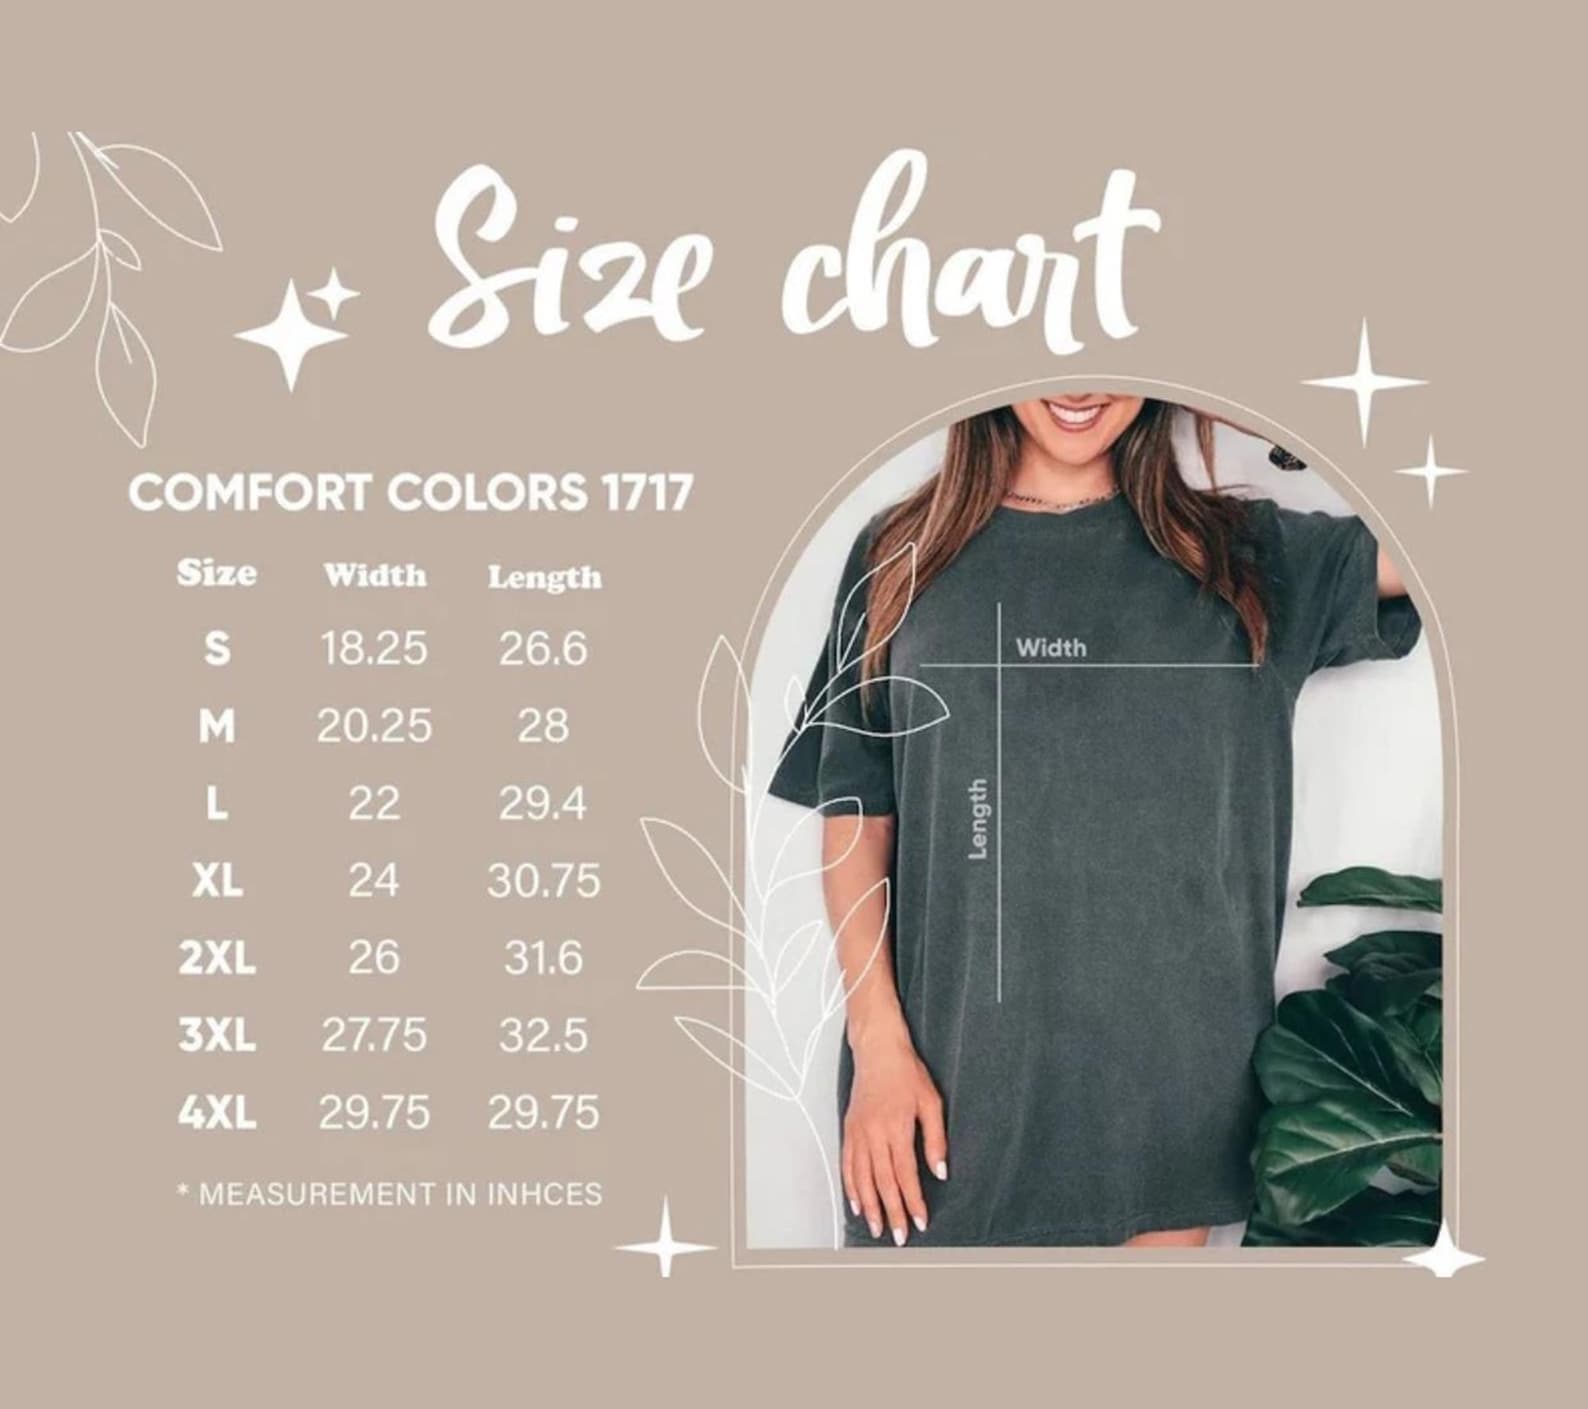 Size chart
COMFORT COLORS 1717
Size Width Length
S 18.25 26.6
M 20.25 28
L 22 29.4
XL 24 30.75
2XL 26 31.6
3XL 27.75 32.5
4XL 29.75 29.75
* MEASUREMENT IN INHCES
Width
Length